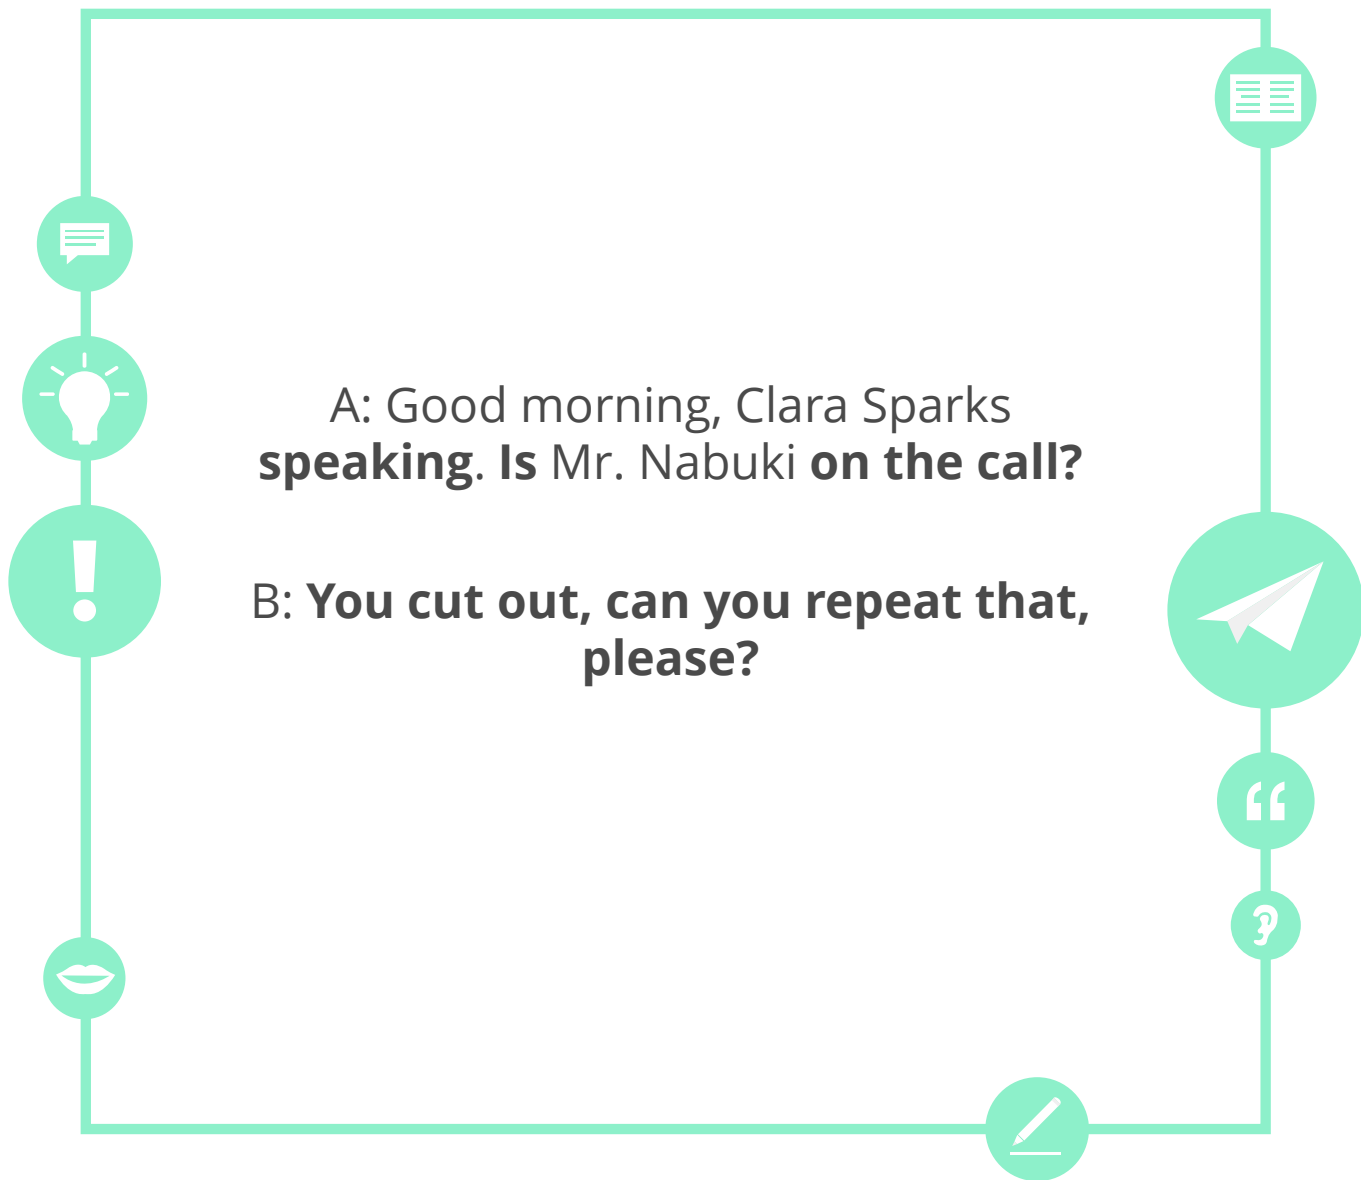 A: Good morning, Clara Sparks
speaking. Is Mr. Nabuki on the call?
B: You cut out, can you repeat that,
please?